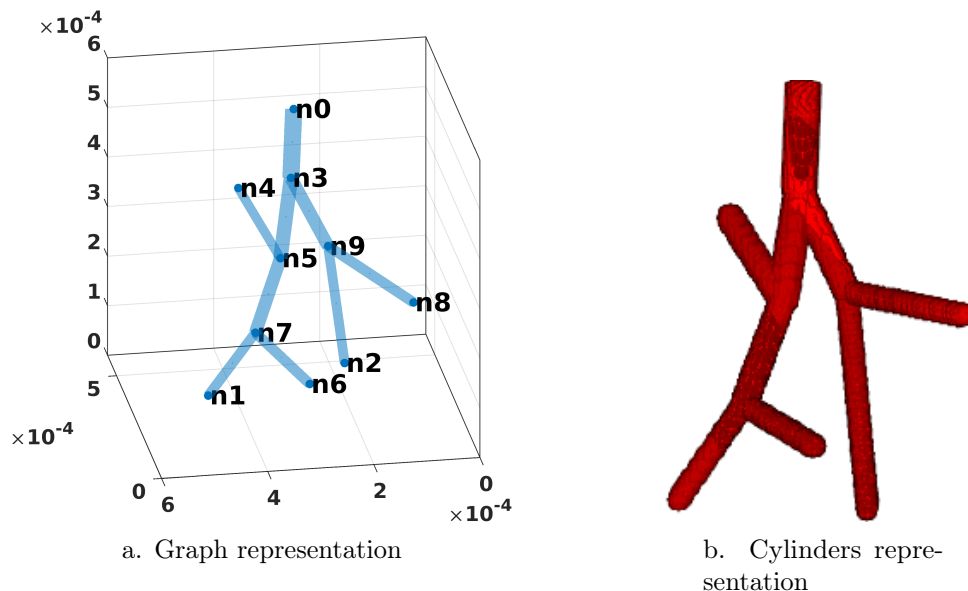 ×10⁻⁴
6
5
4
3
2
1
0
5
×10⁻⁴
0
6
4
2
0
×10⁻⁴
n0
n3
n4
n9
n5
n8
n7
n2
n6
n1
a. Graph representation
b. Cylinders repre-
sentation